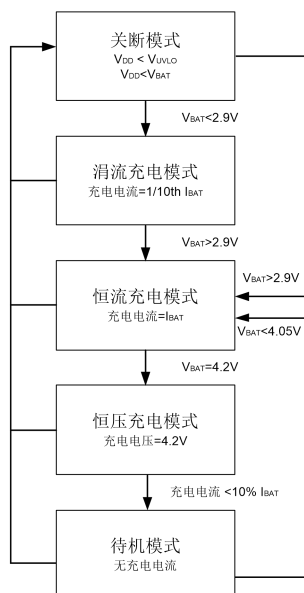 关断模式
VDD < VUVLO
VDD<VBAT
VBAT<2.9V
涓流充电模式
充电电流=1/10th IBAT
VBAT>2.9V
恒流充电模式
充电电流=IBAT
VBAT>2.9V
VBAT<4.05V
VBAT=4.2V
恒压充电模式
充电电压=4.2V
充电电流 <10% IBAT
待机模式
无充电电流